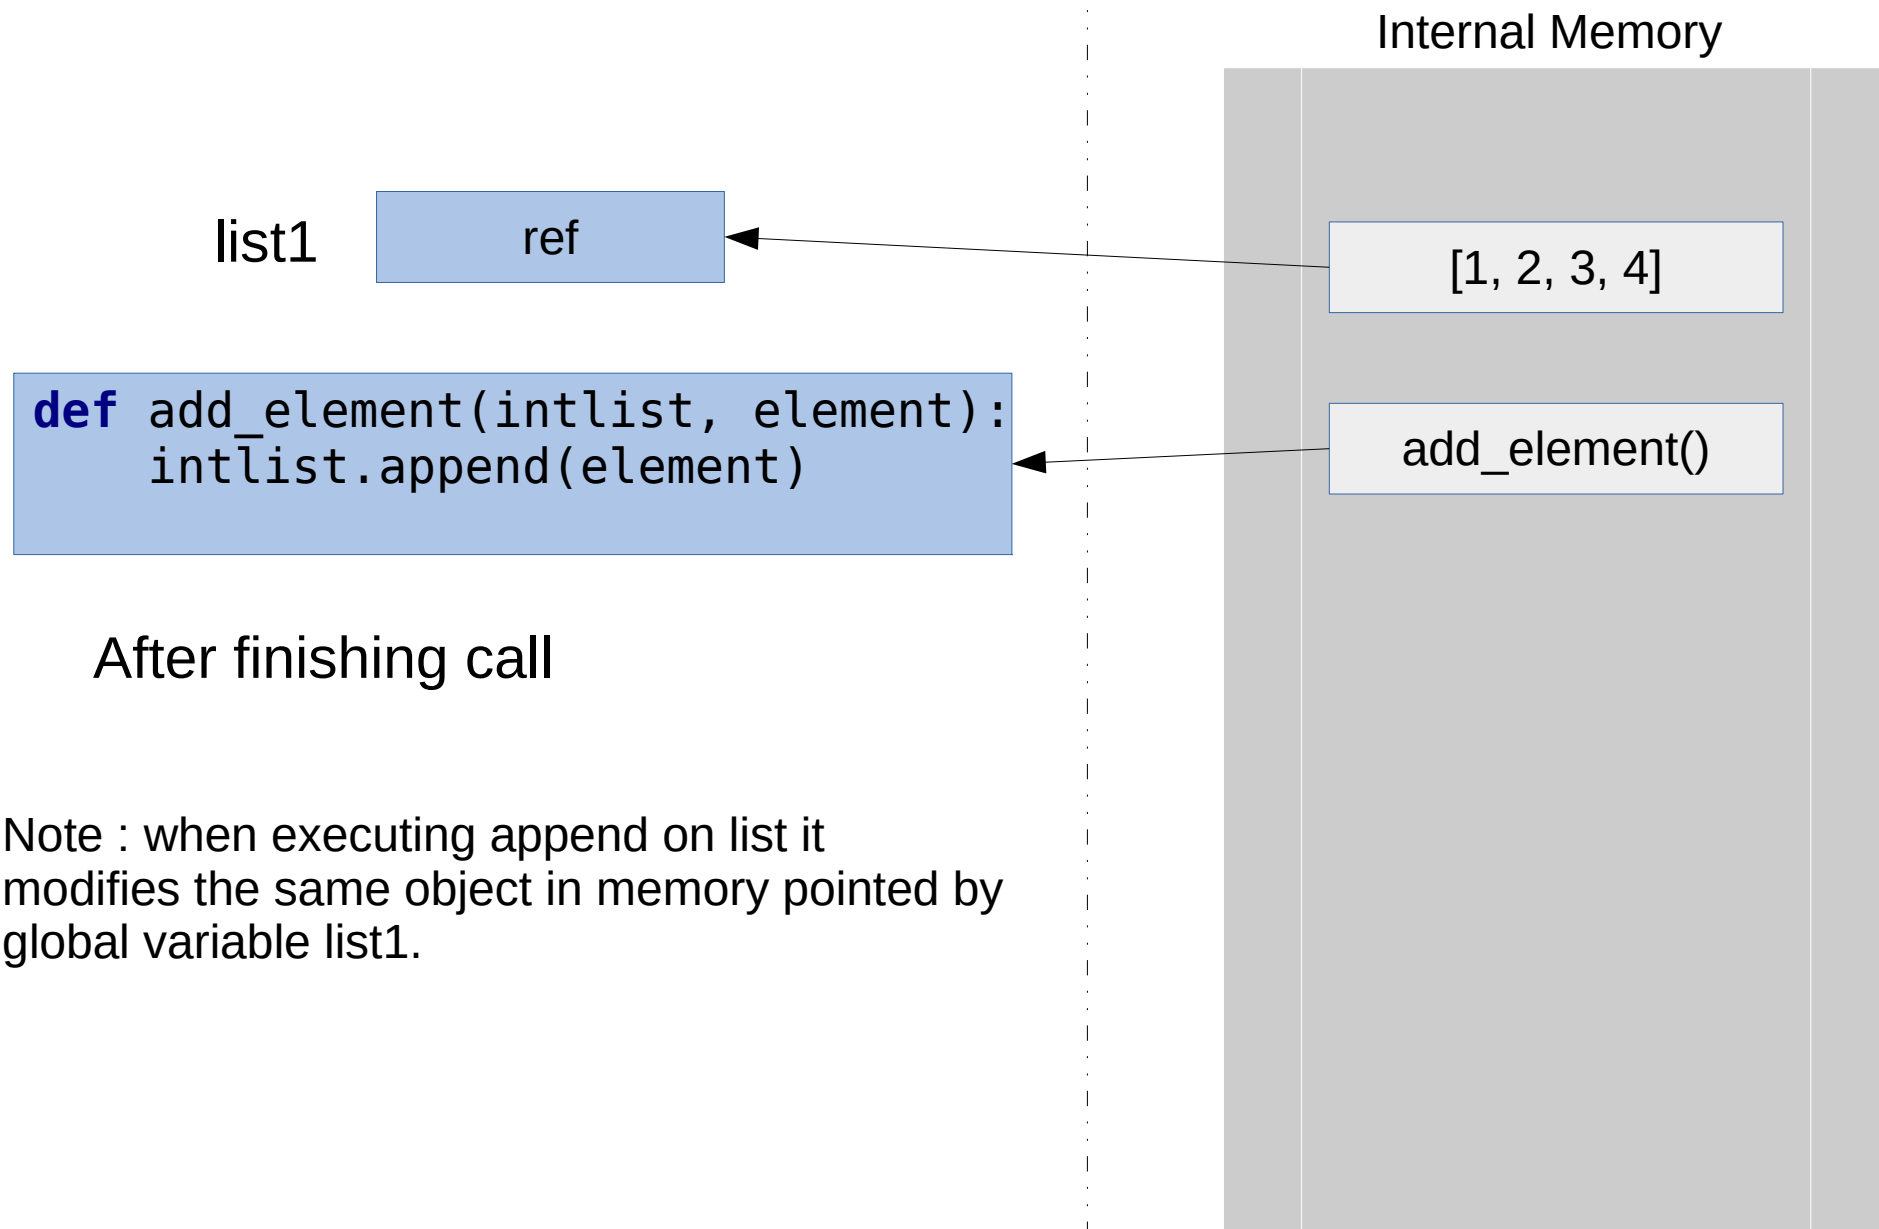 Internal Memory
list1
ref
[1, 2, 3, 4]
def add_element(intlist, element):
intlist.append(element)
add_element()
After finishing call
Note : when executing append on list it
modifies the same object in memory pointed by
global variable list1.